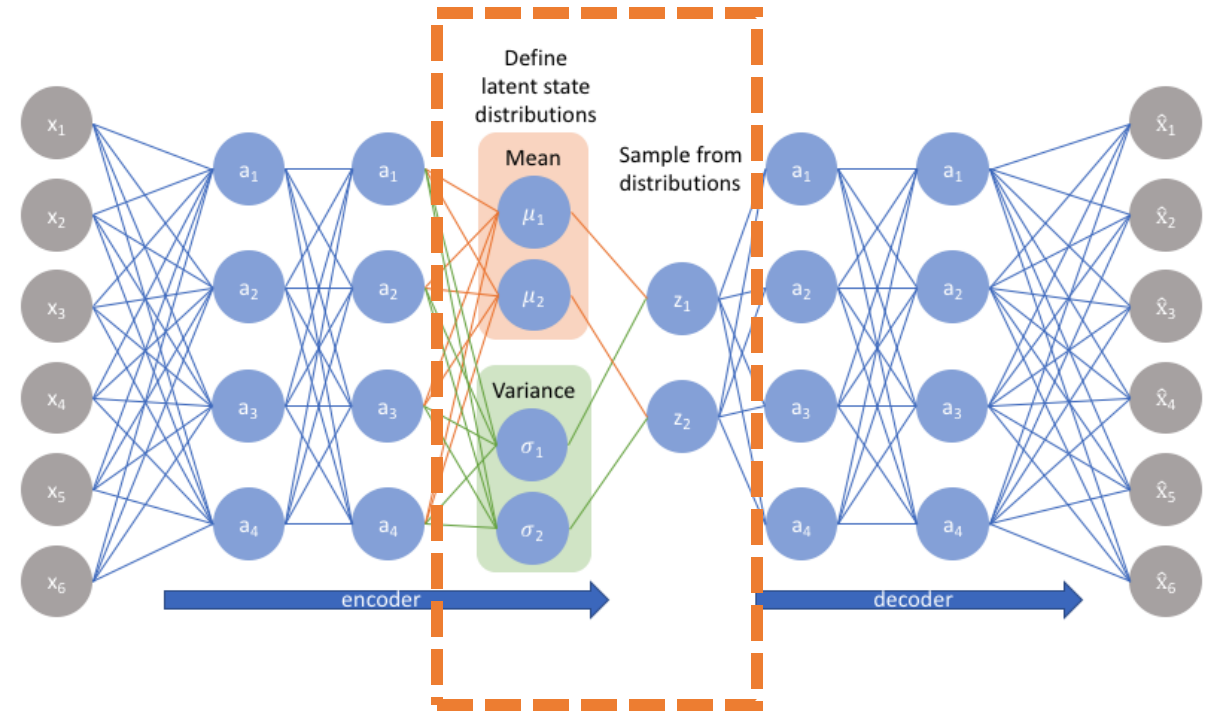 x₁
x₂
x₃
x₄
x₅
x₆
a₁
a₂
a₃
a₄
a₁
a₂
a₃
a₄
encoder
Define
latent state
distributions
Mean
μ₁
μ₂
Variance
σ₁
σ₂
Sample from
distributions
z₁
z₂
a₁
a₂
a₃
a₄
a₁
a₂
a₃
a₄
decoder
x̂₁
x̂₂
x̂₃
x̂₄
x̂₅
x̂₆